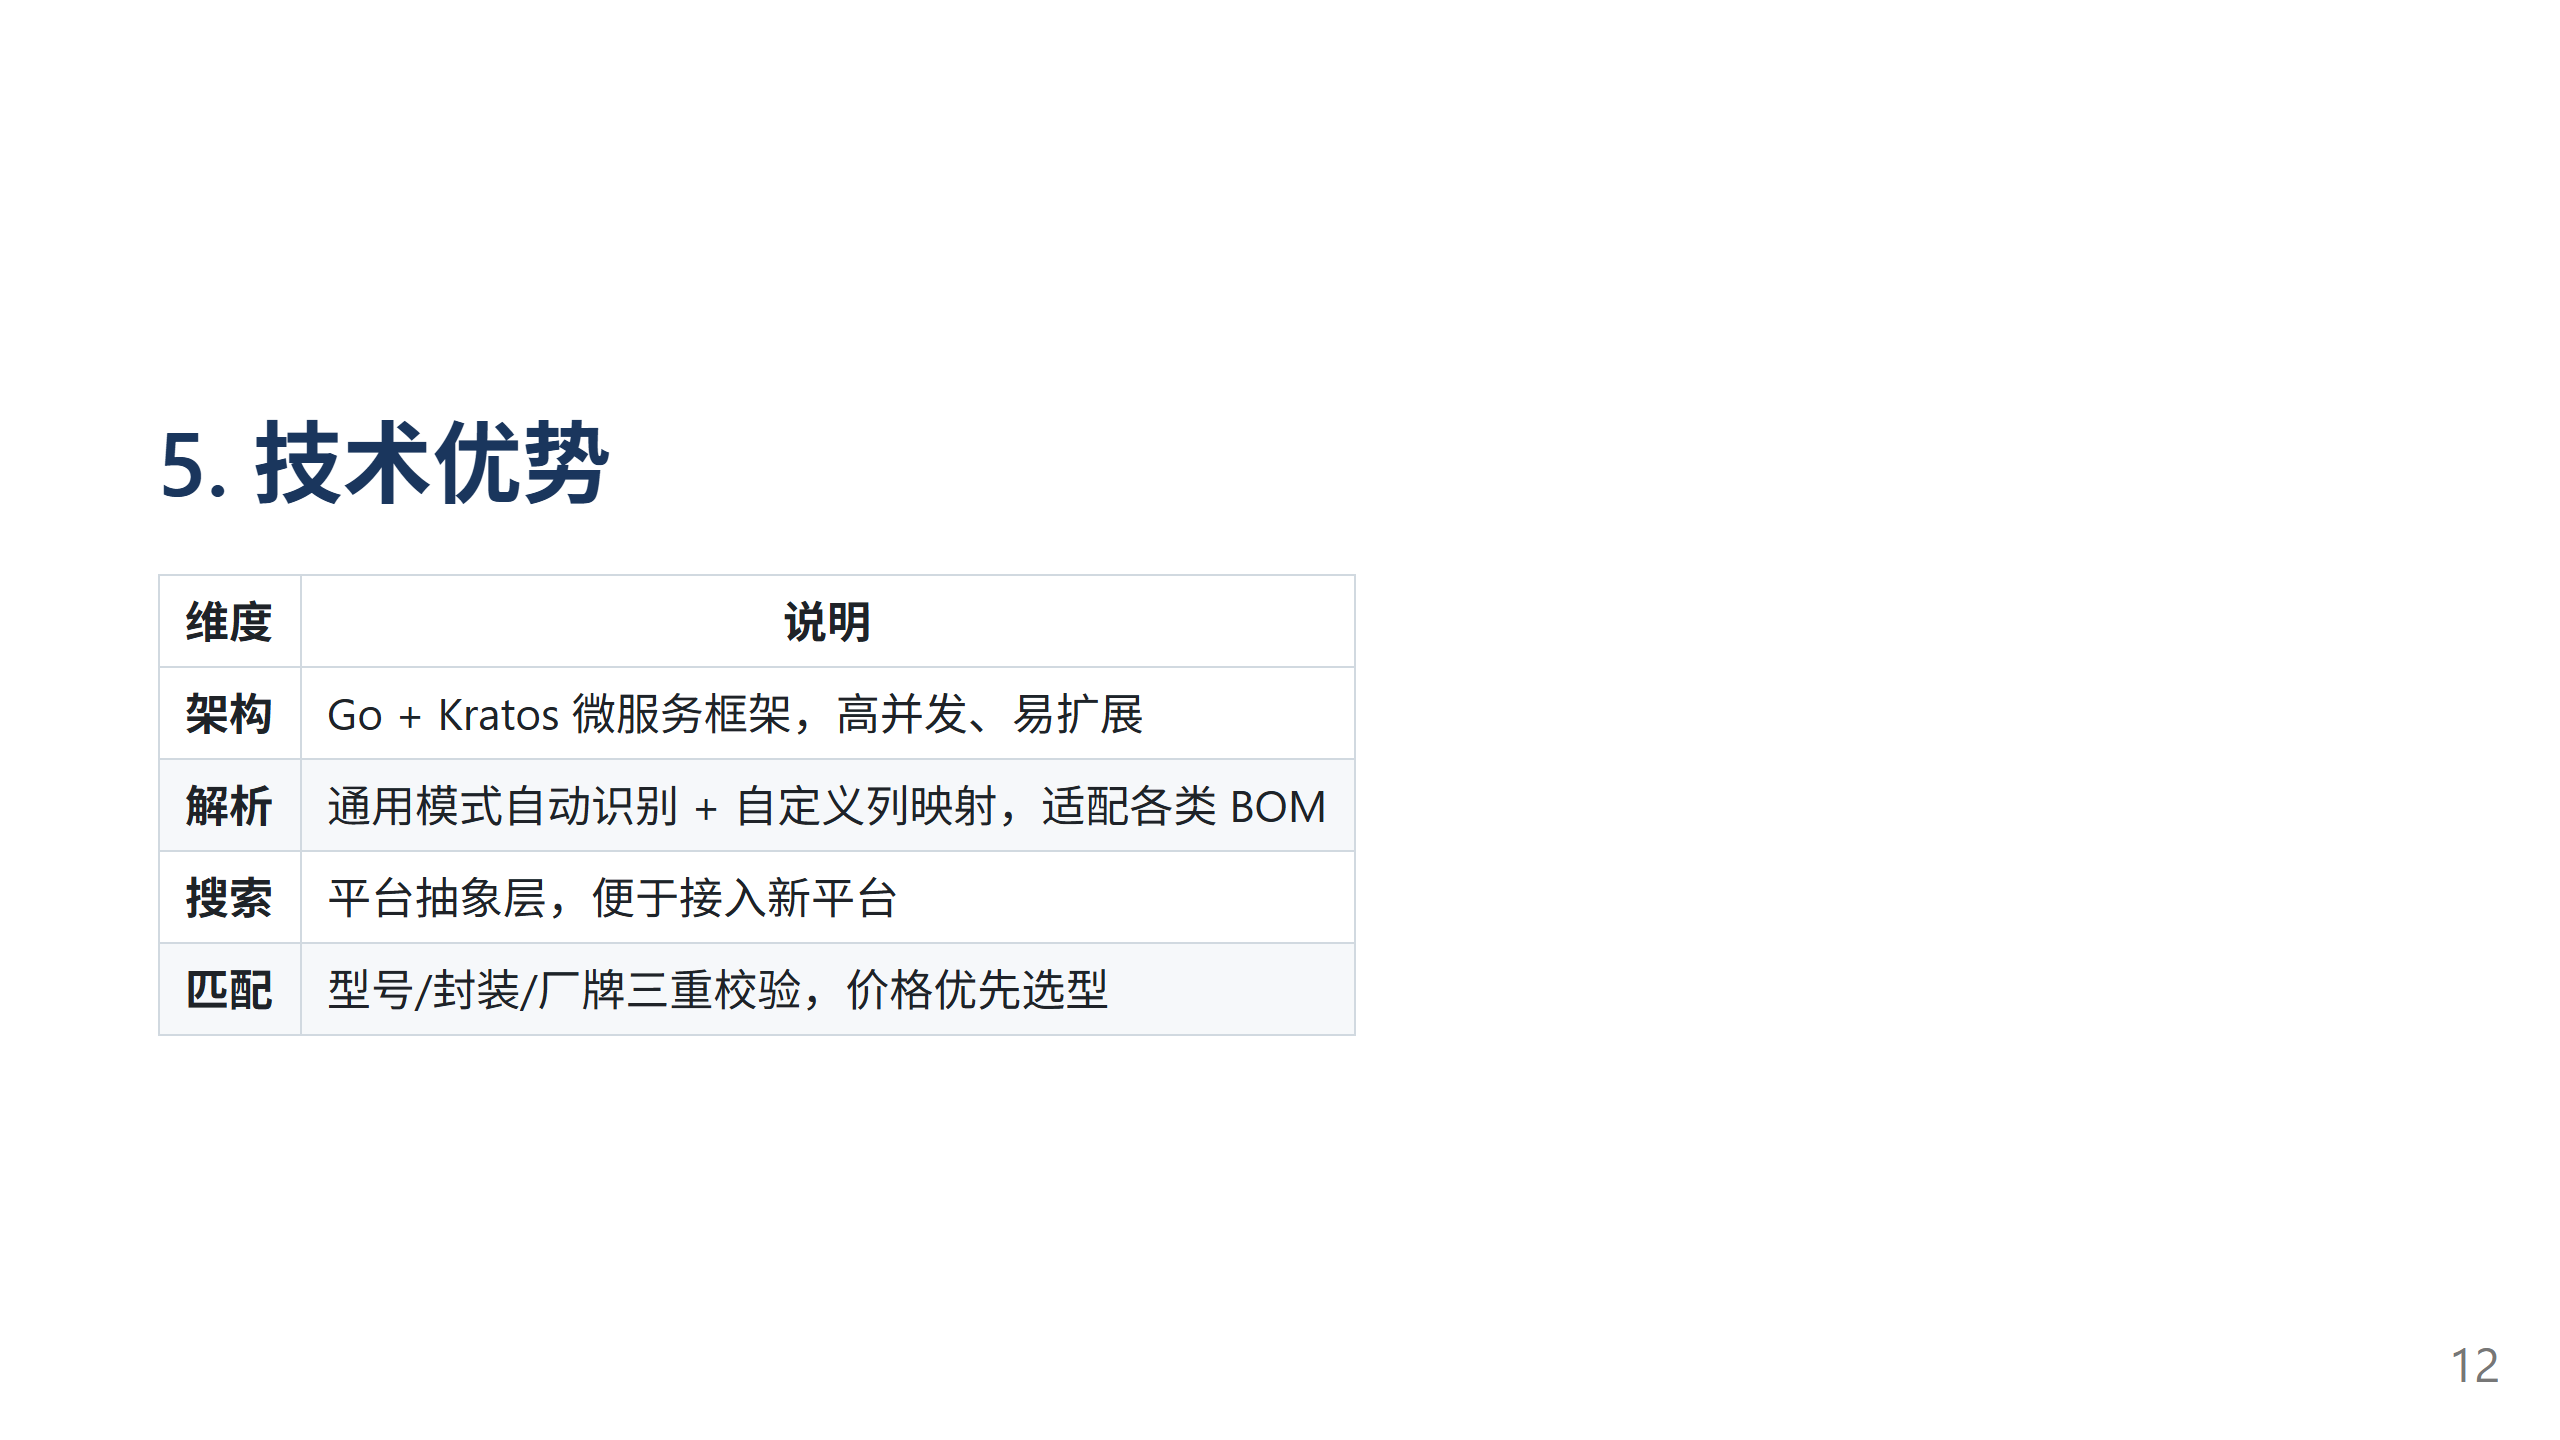 5. 技术优势
维度 说明
架构 Go + Kratos 微服务框架，高并发、易扩展
解析 通用模式自动识别 + 自定义列映射，适配各类 BOM
搜索 平台抽象层，便于接入新平台
匹配 型号/封装/厂牌三重校验，价格优先选型
12